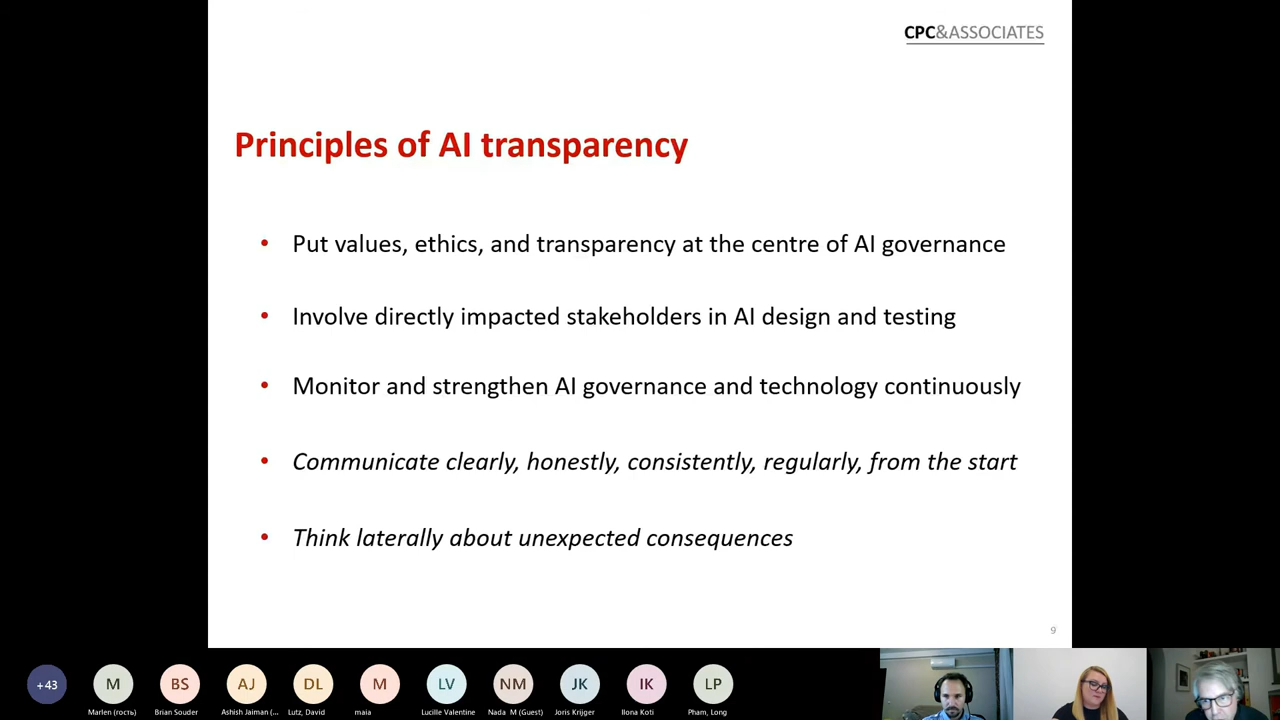 CPC&ASSOCIATES
Principles of AI transparency
• Put values, ethics, and transparency at the centre of AI governance
• Involve directly impacted stakeholders in AI design and testing
• Monitor and strengthen AI governance and technology continuously
• Communicate clearly, honestly, consistently, regularly, from the start
• Think laterally about unexpected consequences
9
+43 M BS AJ DL M LV NM JK IK LP
Marlen (гость) Brian Souder Ashish Jaiman (... Lutz, David maia Lucille Valentine Nada M (Guest) Joris Krijger Ilona Koti Pham, Long